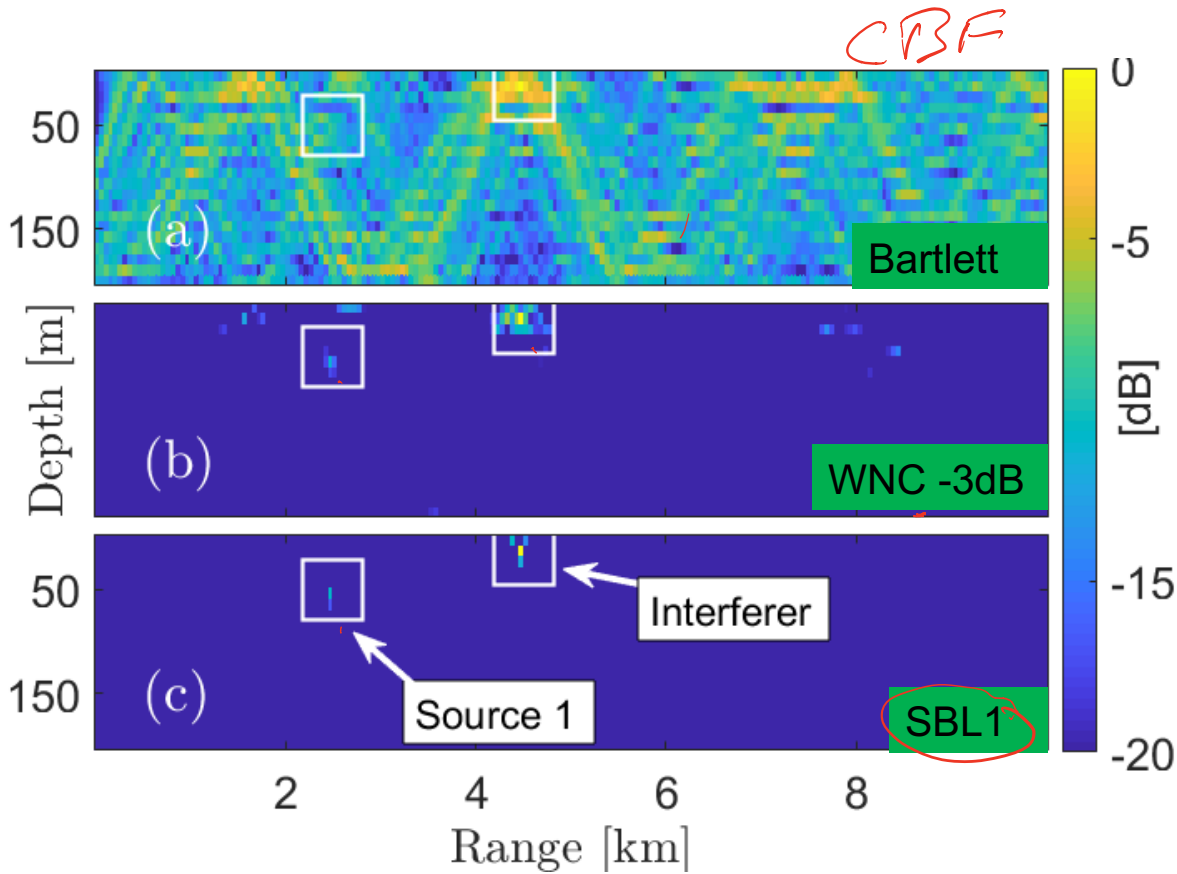 CBF
0
50
(a)
150
-5
Bartlett
Depth [m]
(b)
WNC -3dB
[dB]
-15
50
Interferer
150
(c)
Source 1
SBL1
-20
2
4
6
8
Range [km]